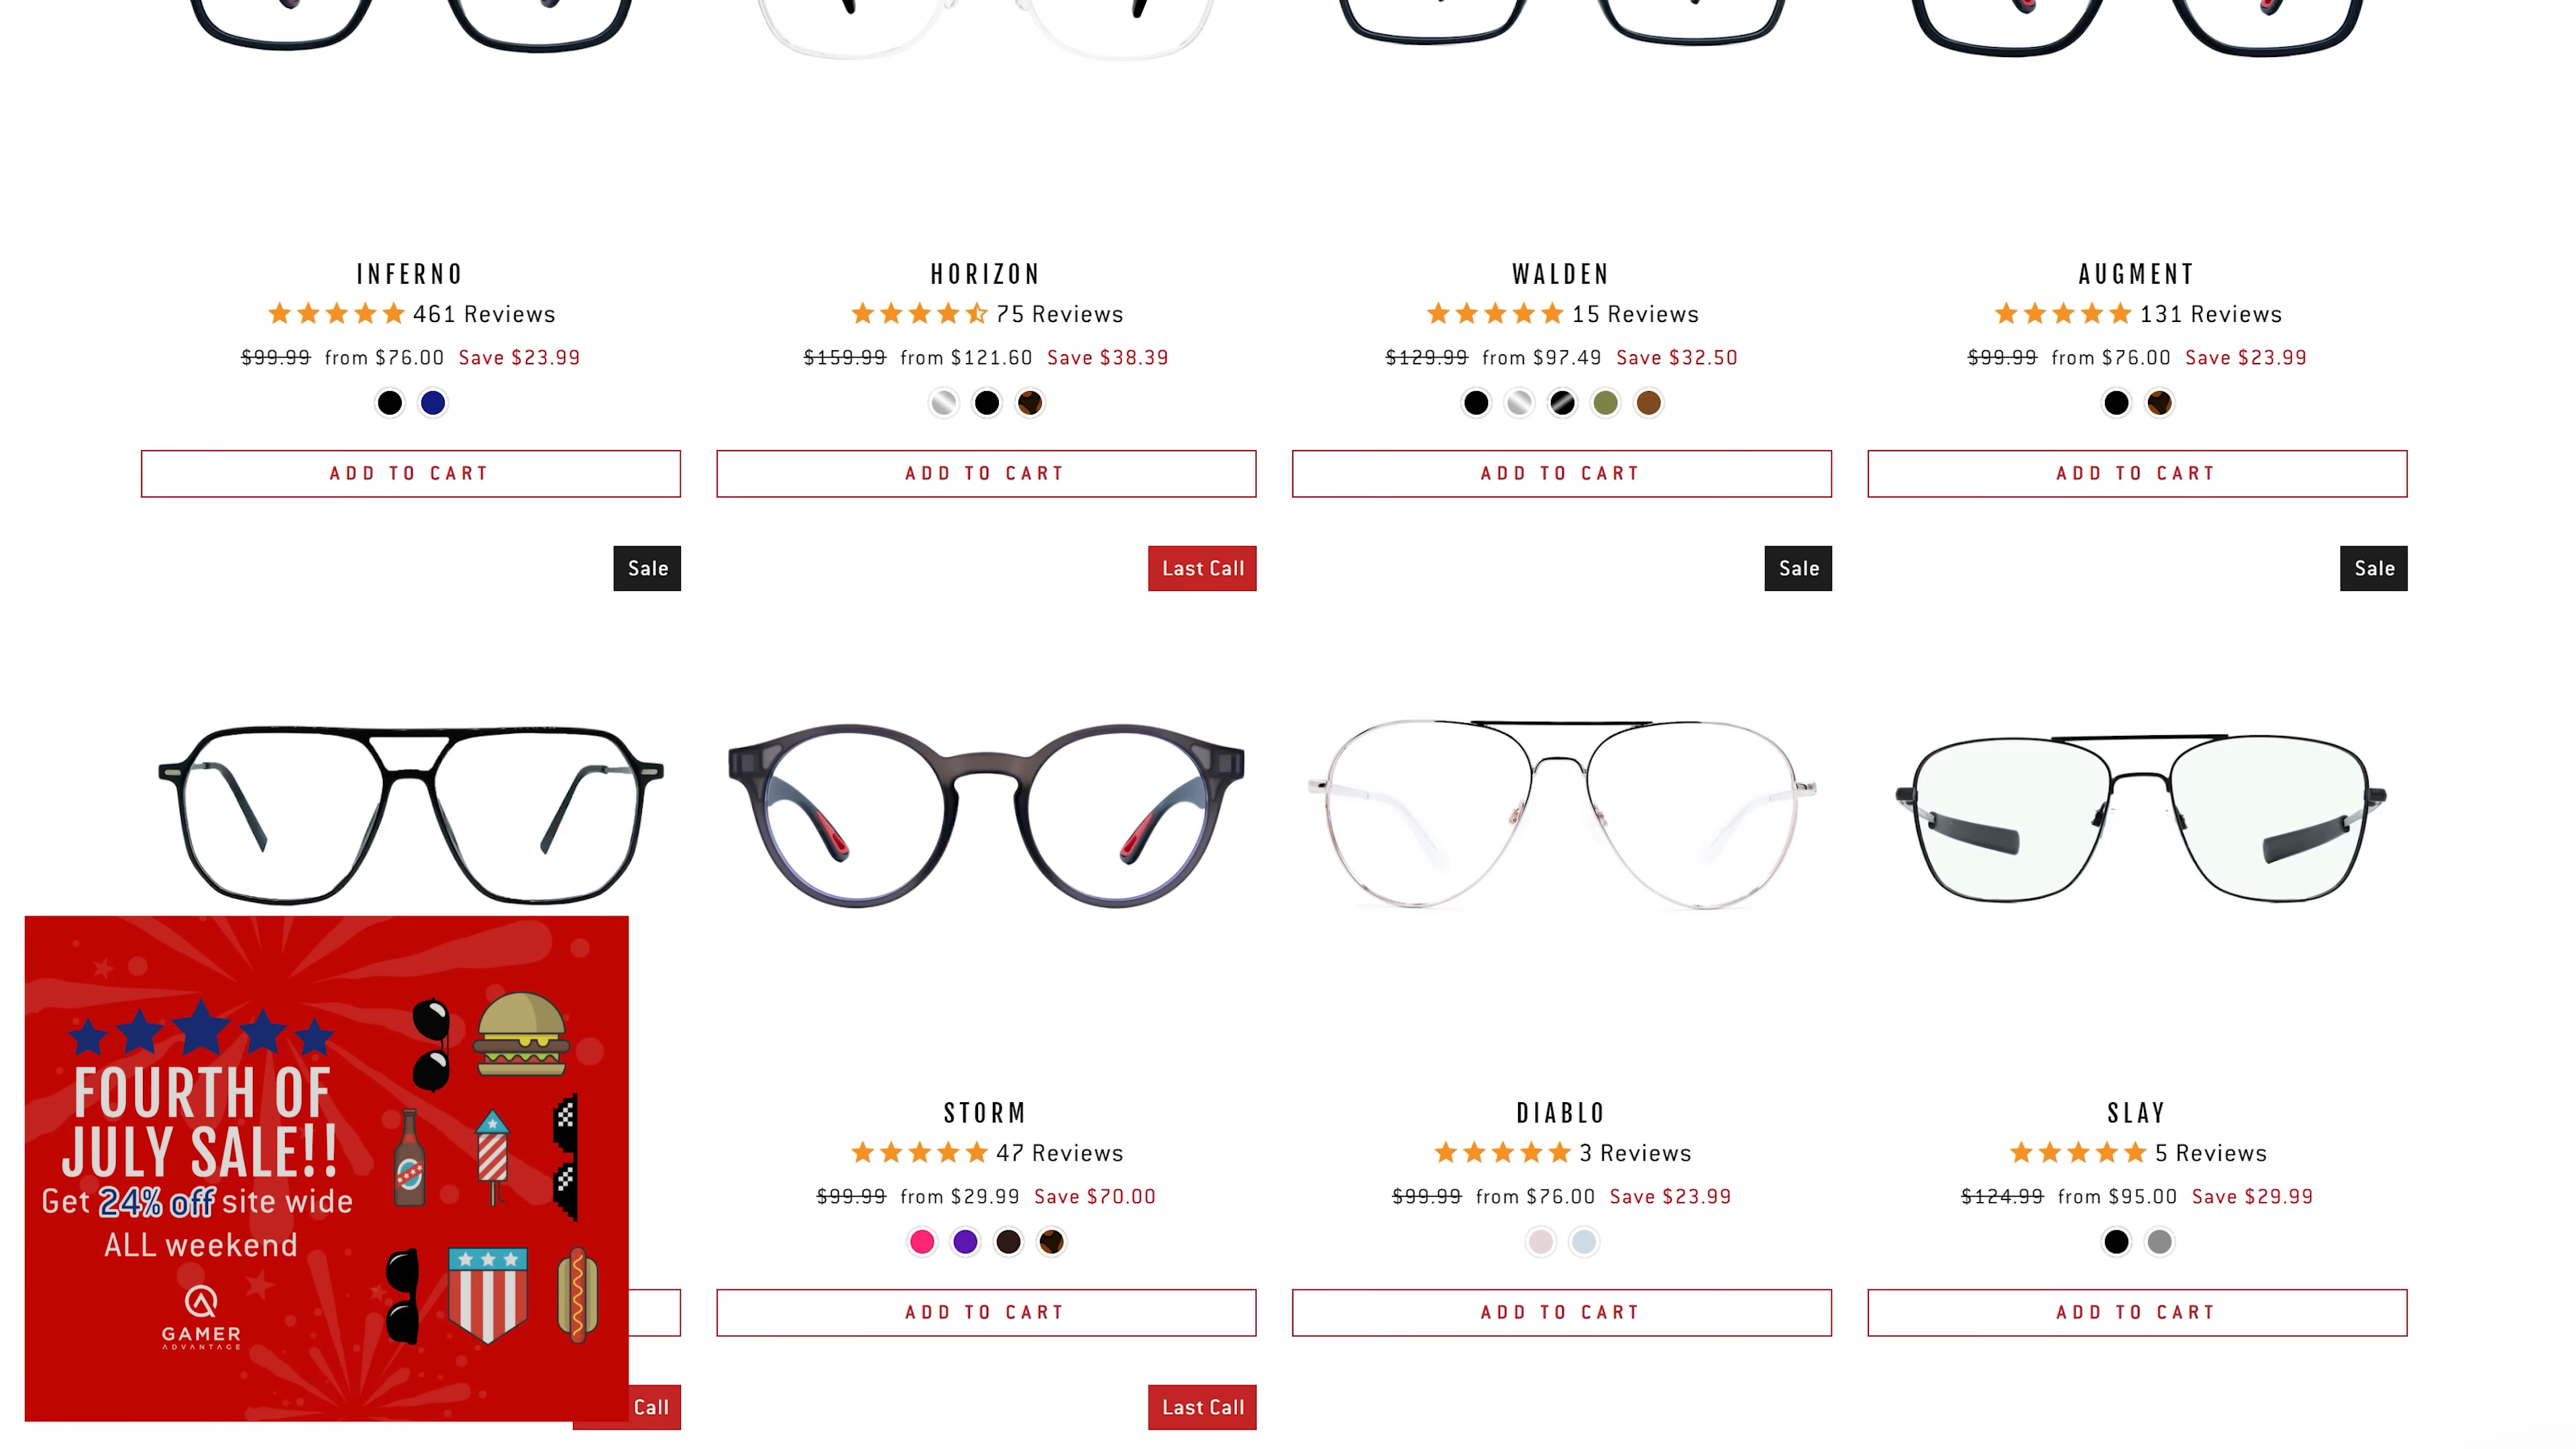 INFERNO
461 Reviews
$99.99 from $76.00 Save $23.99
ADD TO CART
HORIZON
75 Reviews
$159.99 from $121.60 Save $38.39
ADD TO CART
WALDEN
15 Reviews
$129.99 from $97.49 Save $32.50
ADD TO CART
AUGMENT
131 Reviews
$99.99 from $76.00 Save $23.99
ADD TO CART
Sale
Last Call
Sale
Sale
FOURTH OF
JULY SALE!!
Get 24% off site wide
ALL weekend
GAMER
ADVANTAGE
STORM
47 Reviews
$99.99 from $29.99 Save $70.00
ADD TO CART
DIABLO
3 Reviews
$99.99 from $76.00 Save $23.99
ADD TO CART
SLAY
5 Reviews
$124.99 from $95.00 Save $29.99
ADD TO CART
Call
Last Call